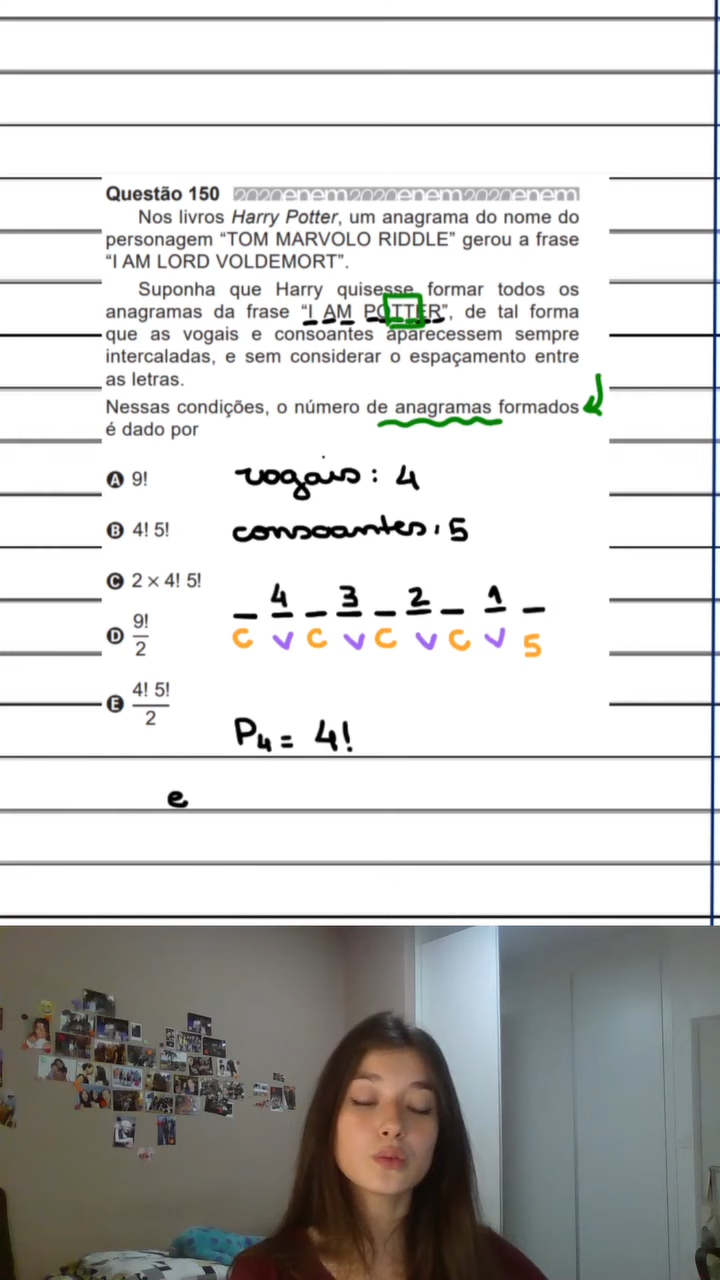 Questão 150 2020enem2020enem2020enem
Nos livros Harry Potter, um anagrama do nome do
personagem “TOM MARVOLO RIDDLE” gerou a frase
“I AM LORD VOLDEMORT”.
Suponha que Harry quisesse formar todos os
anagramas da frase “I AM POTTER”, de tal forma
que as vogais e consoantes aparecessem sempre
intercaladas, e sem considerar o espaçamento entre
as letras.
Nessas condições, o número de anagramas formados
é dado por
A 9!
B 4! 5!
C 2 × 4! 5!
D 9!/2
E 4! 5!/2
vogais: 4
consoantes: 5
_ 4 _ 3 _ 2 _ 1 _
C V C V C V C V 5
P4 = 4!
e